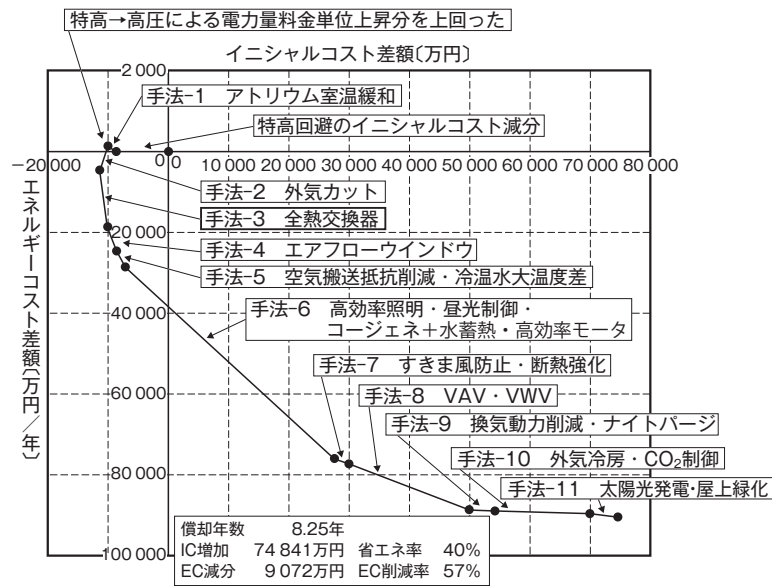 特高→高圧による電力量料金単位上昇分を上回った
イニシャルコスト差額〔万円〕
2 000
手法-1 アトリウム室温緩和
特高回避のイニシャルコスト減分
-20 000 -10 000 0 0 10 000 20 000 30 000 40 000 50 000 60 000 70 000 80 000
手法-2 外気カット
手法-3 全熱交換器
20 000
手法-4 エアフローウインドウ
手法-5 空気搬送抵抗削減・冷温水大温度差
エネルギーコスト差額〔万円/年〕
40 000
手法-6 高効率照明・昼光制御・
コージェネ+水蓄熱・高効率モータ
手法-7 すきま風防止・断熱強化
60 000
手法-8 VAV・VWV
手法-9 換気動力削減・ナイトパージ
手法-10 外気冷房・CO₂制御
80 000
手法-11 太陽光発電・屋上緑化
償却年数 8.25年
IC増加 74 841万円 省エネ率 40%
EC減分 9 072万円 EC削減率 57%
100 000